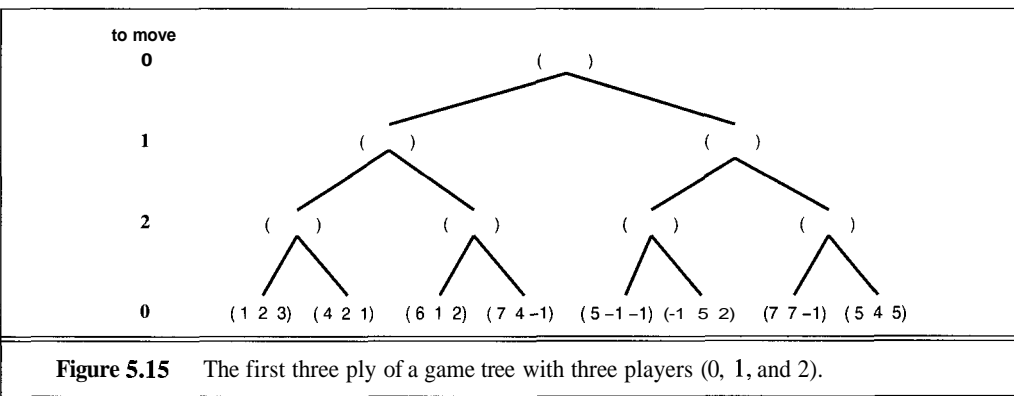 to move
0 ( )
1 ( ) ( )
2 ( ) ( ) ( ) ( )
0 (1 2 3) (4 2 1) (6 1 2) (7 4 -1) (5 -1 -1) (-1 5 2) (7 7 -1) (5 4 5)
Figure 5.15 The first three ply of a game tree with three players (0, 1, and 2).